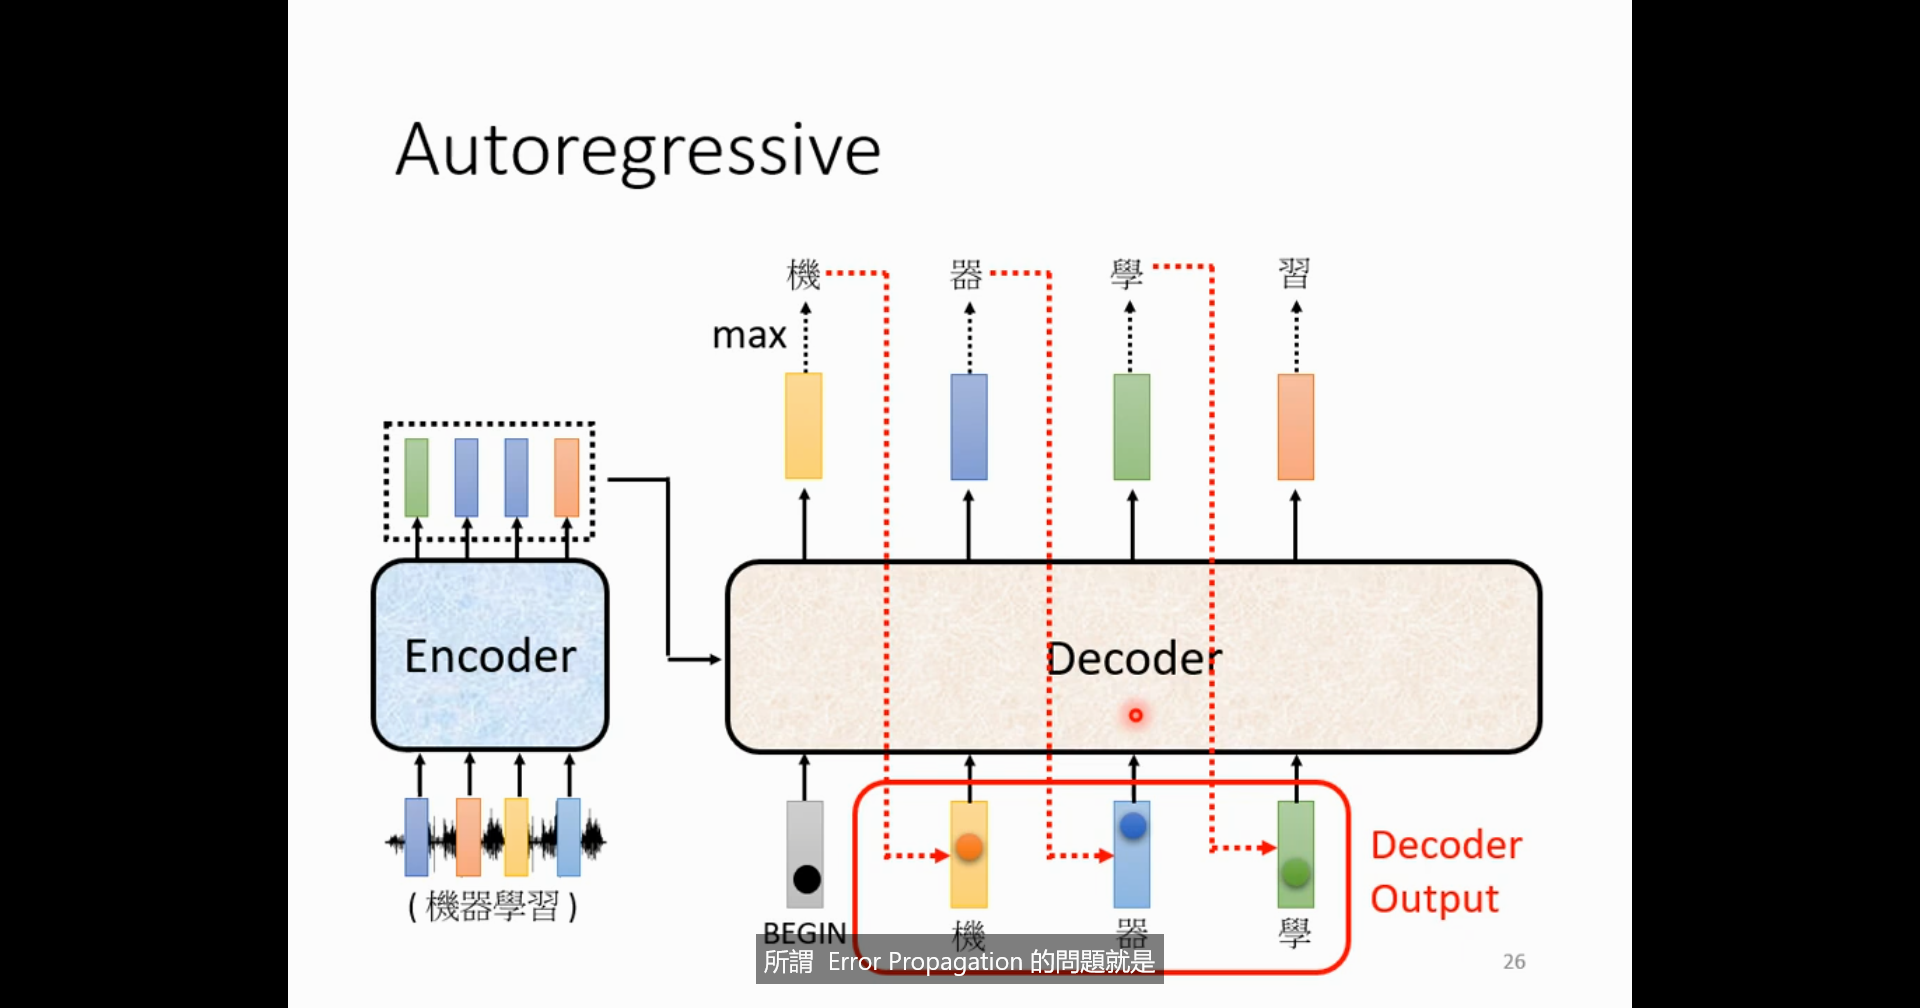 Autoregressive
機 器 學 習
max
Encoder
Decoder
(機器學習)
BEGIN 機 器 學
Decoder
Output
所謂 Error Propagation 的問題就是
26